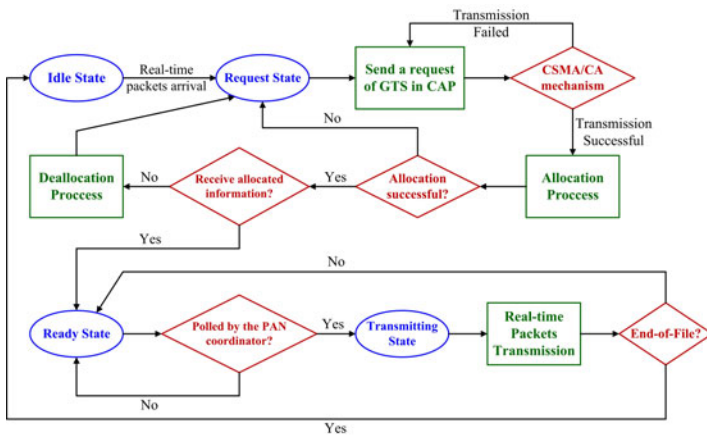 Transmission
Failed
Idle State
Real-time
packets arrival
Request State
Send a request
of GTS in CAP
CSMA/CA
mechanism
No
Transmission
Successful
Deallocation
Proccess
No
Receive allocated
information?
Yes
Allocation
successful?
Allocation
Proccess
Yes
No
Ready State
Polled by the PAN
coordinator?
Yes
Transmitting
State
Real-time
Packets
Transmission
End-of-File?
No
Yes